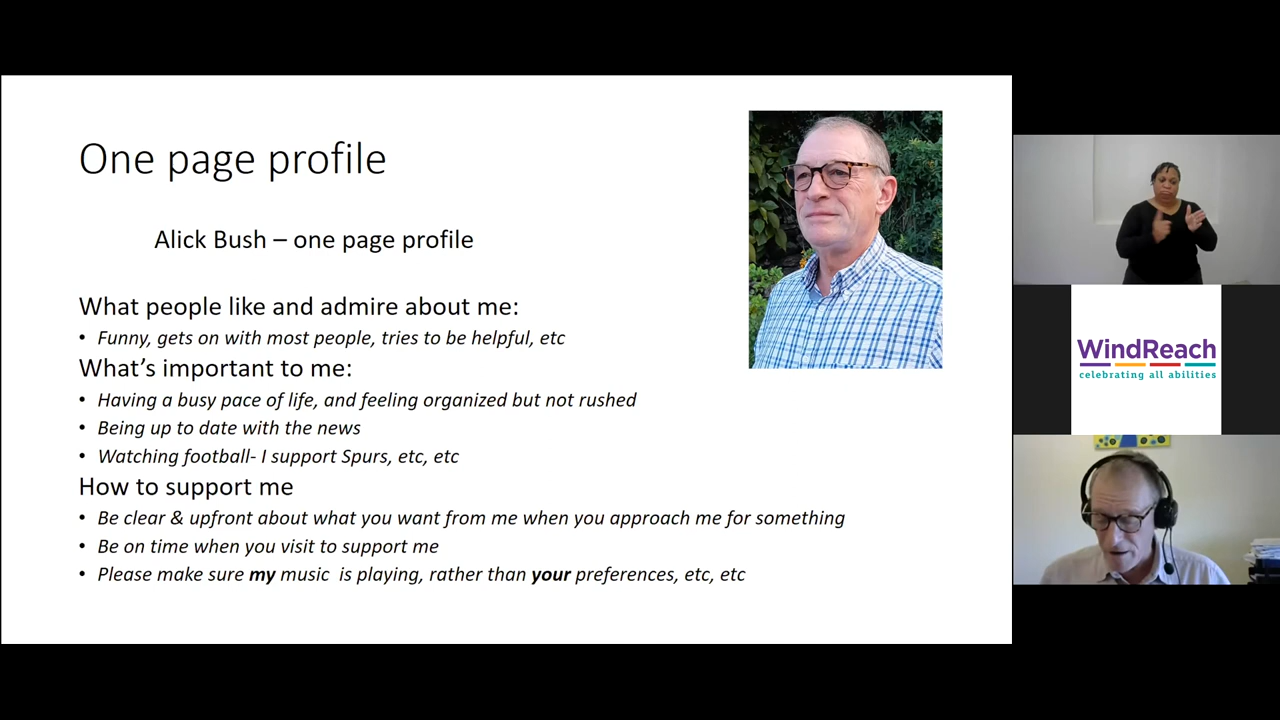 One page profile
Alick Bush – one page profile
What people like and admire about me:
• Funny, gets on with most people, tries to be helpful, etc
What's important to me:
• Having a busy pace of life, and feeling organized but not rushed
• Being up to date with the news
• Watching football- I support Spurs, etc, etc
How to support me
• Be clear & upfront about what you want from me when you approach me for something
• Be on time when you visit to support me
• Please make sure my music is playing, rather than your preferences, etc, etc
WindReach
celebrating all abilities